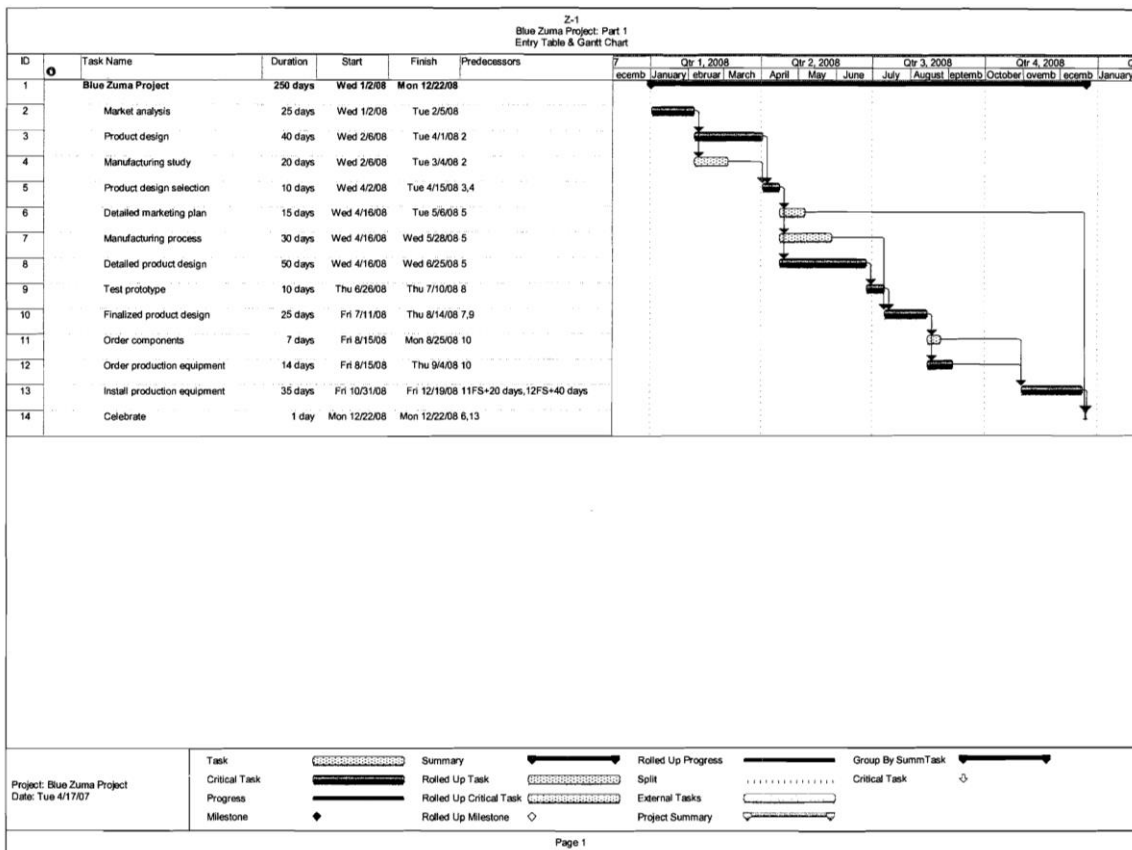 Z-1
Blue Zuma Project: Part 1
Entry Table & Gantt Chart
ID Task Name Duration Start Finish Predecessors 7 Qtr 1, 2008 Qtr 2, 2008 Qtr 3, 2008 Qtr 4, 2008 Q
ecemb January ebruar March April May June July August eptemb October ovemb ecemb January
1 Blue Zuma Project 250 days Wed 1/2/08 Mon 12/22/08
2 Market analysis 25 days Wed 1/2/08 Tue 2/5/08
3 Product design 40 days Wed 2/6/08 Tue 4/1/08 2
4 Manufacturing study 20 days Wed 2/6/08 Tue 3/4/08 2
5 Product design selection 10 days Wed 4/2/08 Tue 4/15/08 3,4
6 Detailed marketing plan 15 days Wed 4/16/08 Tue 5/6/08 5
7 Manufacturing process 30 days Wed 4/16/08 Wed 5/28/08 5
8 Detailed product design 50 days Wed 4/16/08 Wed 6/25/08 5
9 Test prototype 10 days Thu 6/26/08 Thu 7/10/08 8
10 Finalized product design 25 days Fri 7/11/08 Thu 8/14/08 7,9
11 Order components 7 days Fri 8/15/08 Mon 8/25/08 10
12 Order production equipment 14 days Fri 8/15/08 Thu 9/4/08 10
13 Install production equipment 35 days Fri 10/31/08 Fri 12/19/08 11FS+20 days,12FS+40 days
14 Celebrate 1 day Mon 12/22/08 Mon 12/22/08 6,13
Project: Blue Zuma Project
Date: Tue 4/17/07
Task Summary Rolled Up Progress Group By SummTask
Critical Task Rolled Up Task Split Critical Task
Progress Rolled Up Critical Task External Tasks
Milestone Rolled Up Milestone Project Summary
Page 1